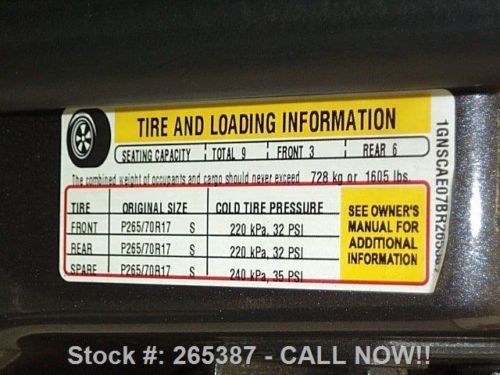 TIRE AND LOADING INFORMATION
SEATING CAPACITY TOTAL 9 FRONT 3 REAR 6
The combined weight of occupants and cargo should never exceed 728 kg or 1605 lbs.
TIRE ORIGINAL SIZE COLD TIRE PRESSURE
FRONT P265/70R17 S 220 kPa, 32 PSI
REAR P265/70R17 S 220 kPa, 32 PSI
SPARE P265/70R17 S 240 kPa, 35 PSI
SEE OWNER'S
MANUAL FOR
ADDITIONAL
INFORMATION
Stock #: 265387 - CALL NOW!!